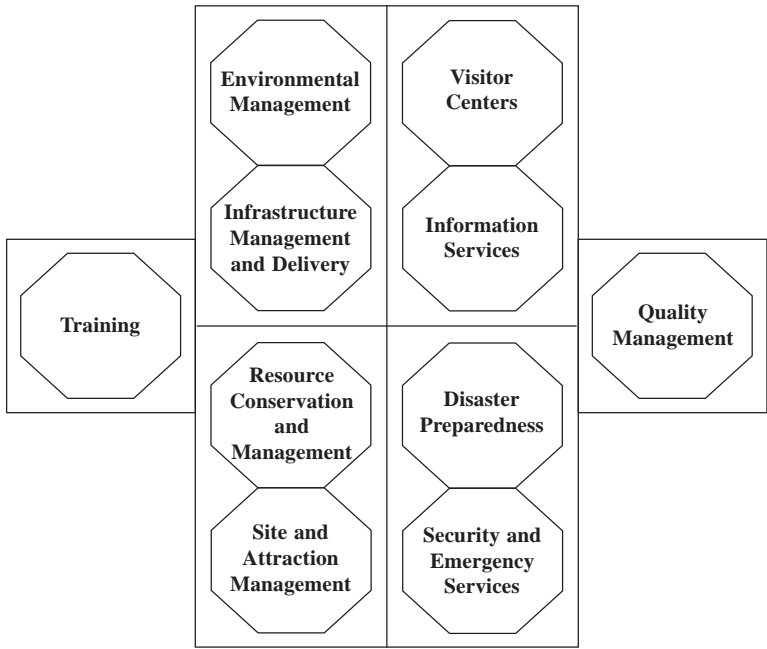 Environmental
Management
Visitor
Centers
Infrastructure
Management
and Delivery
Information
Services
Training
Quality
Management
Resource
Conservation
and
Management
Disaster
Preparedness
Site and
Attraction
Management
Security and
Emergency
Services